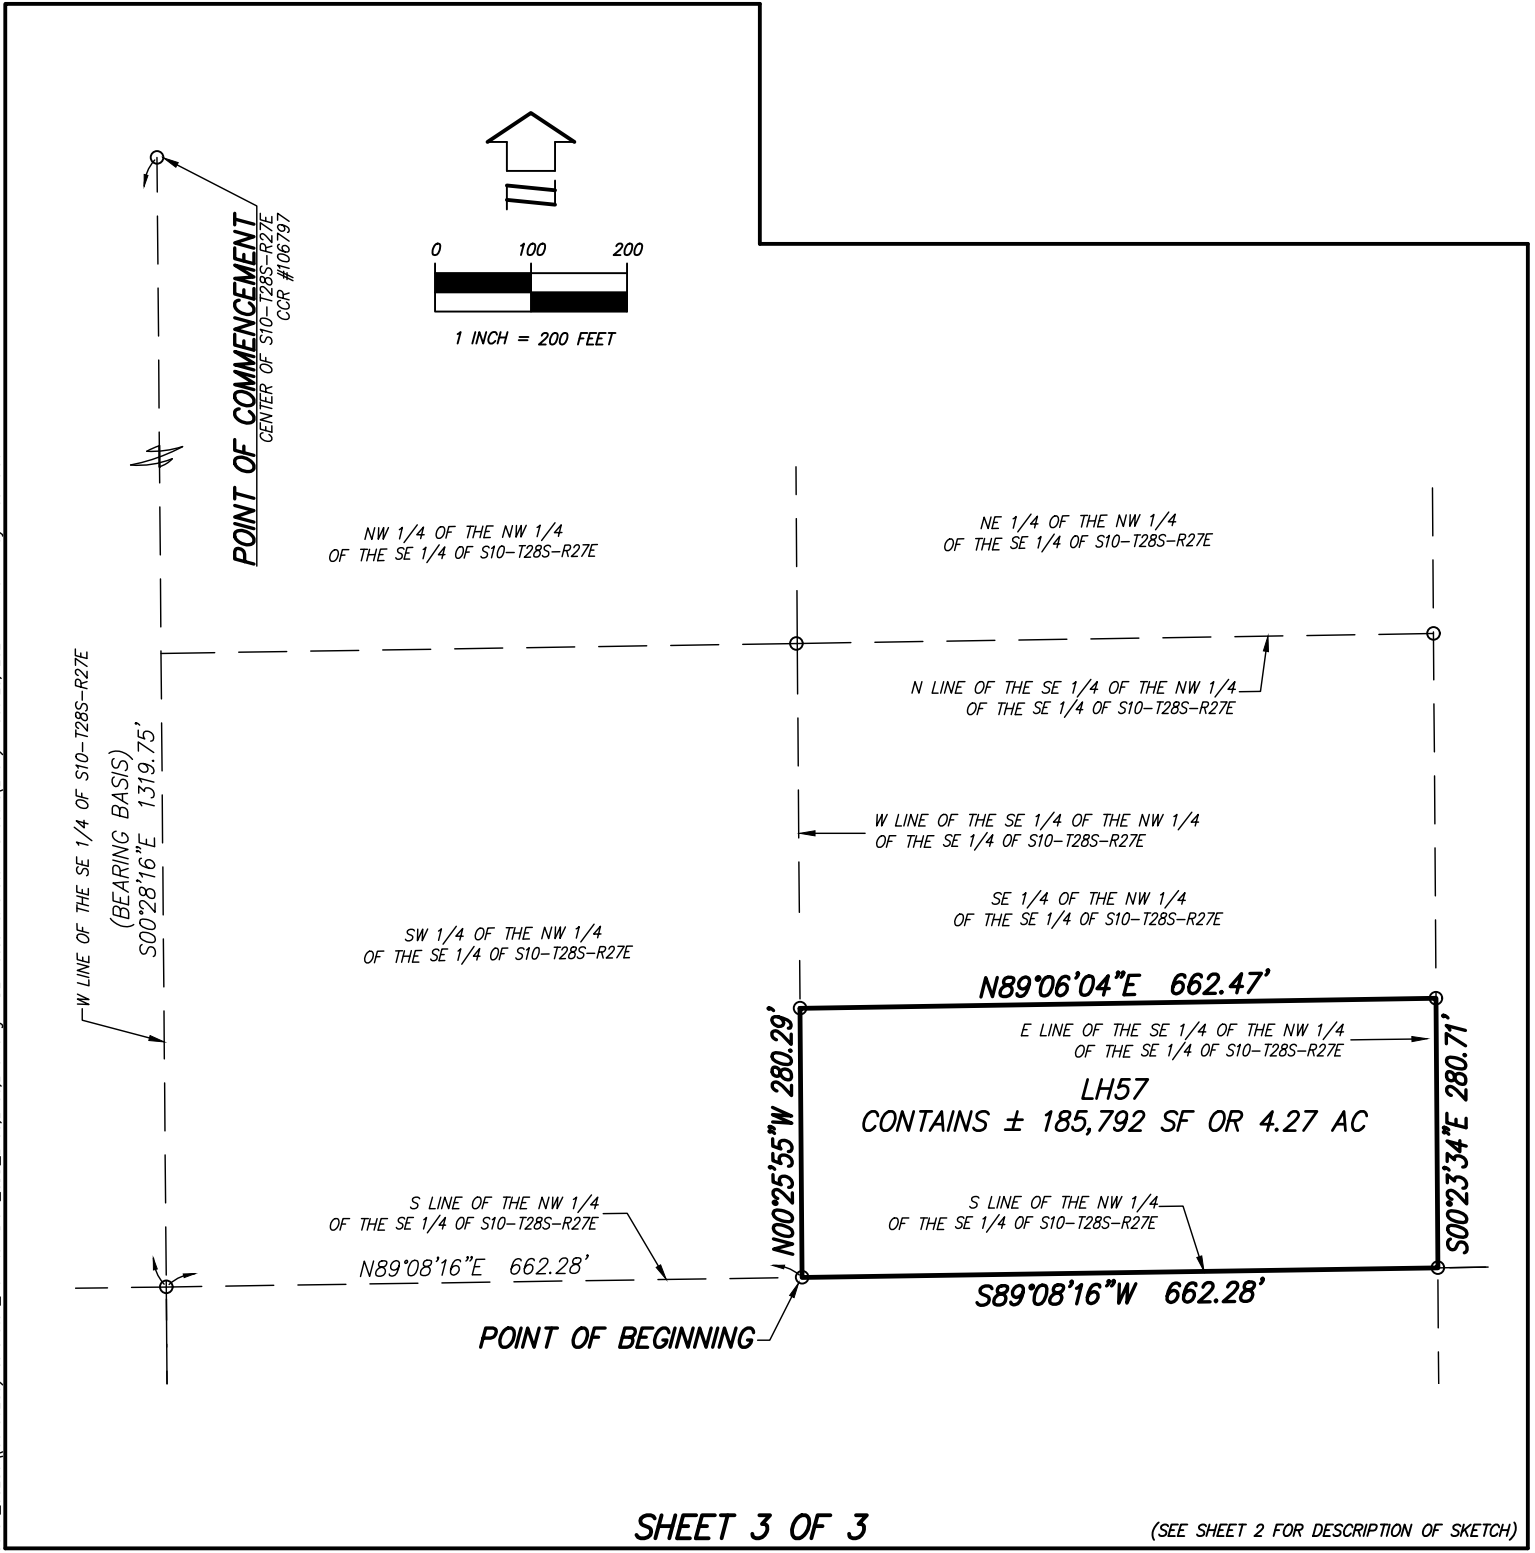 0 100 200
1 INCH = 200 FEET
POINT OF COMMENCEMENT
CENTER OF S10-T28S-R27E
CCR #106797
NW 1/4 OF THE NW 1/4
OF THE SE 1/4 OF S10-T28S-R27E
NE 1/4 OF THE NW 1/4
OF THE SE 1/4 OF S10-T28S-R27E
N LINE OF THE SE 1/4 OF THE NW 1/4
OF THE SE 1/4 OF S10-T28S-R27E
W LINE OF THE SE 1/4 OF S10-T28S-R27E
(BEARING BASIS)
S00°28'16"E 1319.75'
W LINE OF THE SE 1/4 OF THE NW 1/4
OF THE SE 1/4 OF S10-T28S-R27E
SE 1/4 OF THE NW 1/4
OF THE SE 1/4 OF S10-T28S-R27E
SW 1/4 OF THE NW 1/4
OF THE SE 1/4 OF S10-T28S-R27E
N89°06'04"E 662.47'
N00°25'55"W 280.29'
E LINE OF THE SE 1/4 OF THE NW 1/4
OF THE SE 1/4 OF S10-T28S-R27E
S00°23'34"E 280.71'
LH57
CONTAINS ± 185,792 SF OR 4.27 AC
S LINE OF THE NW 1/4
OF THE SE 1/4 OF S10-T28S-R27E
S LINE OF THE NW 1/4
OF THE SE 1/4 OF S10-T28S-R27E
N89°08'16"E 662.28'
S89°08'16"W 662.28'
POINT OF BEGINNING
SHEET 3 OF 3
(SEE SHEET 2 FOR DESCRIPTION OF SKETCH)